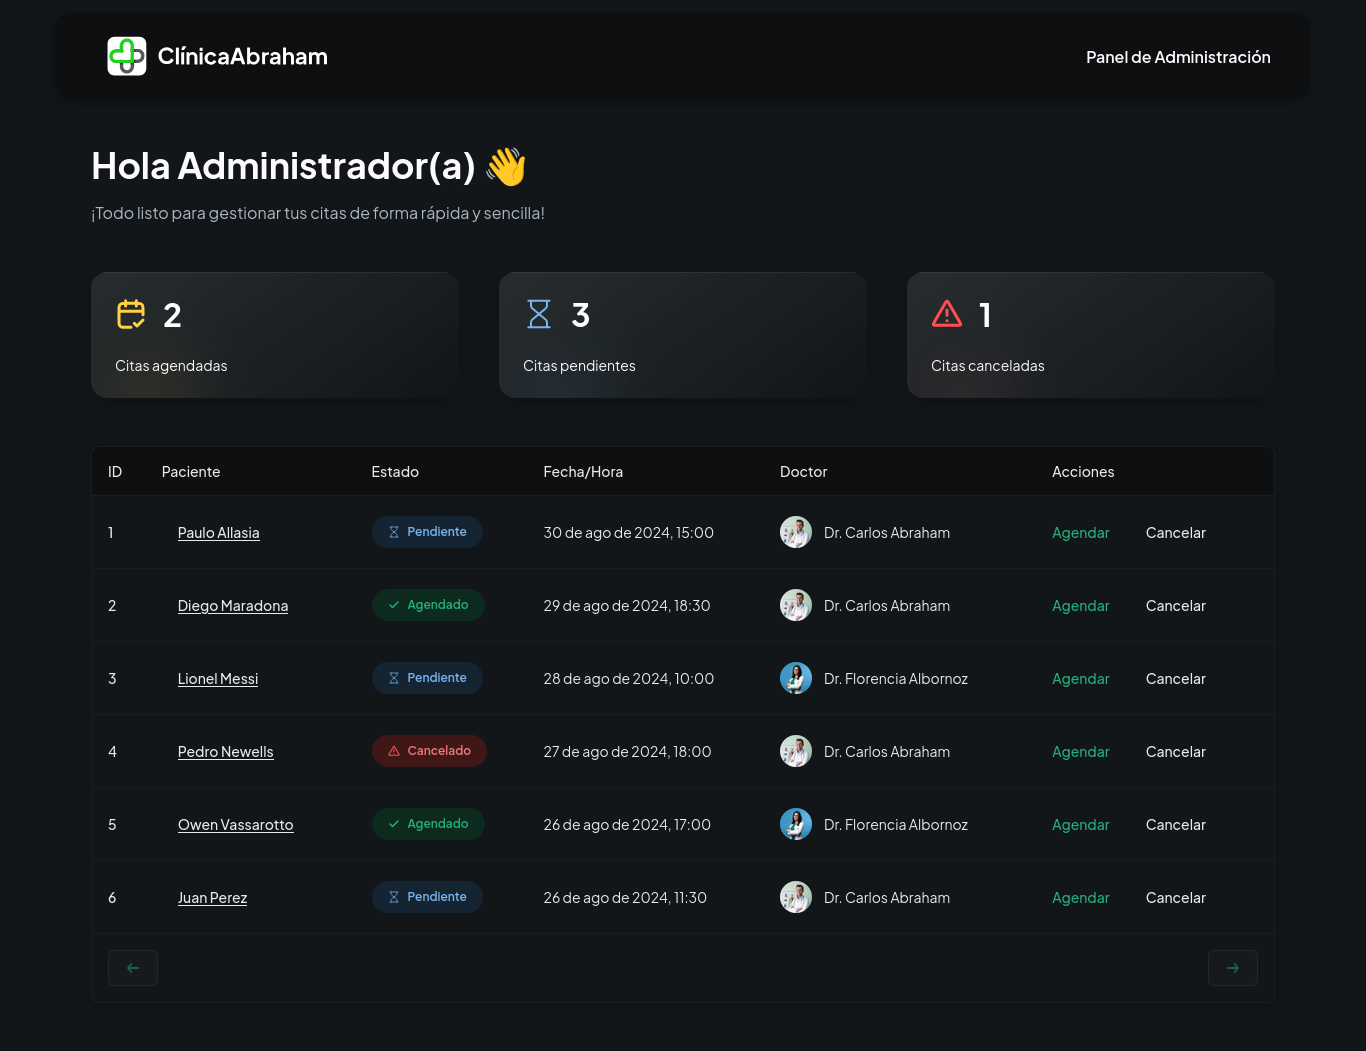 ClínicaAbraham Panel de Administración
Hola Administrador(a) 👋
¡Todo listo para gestionar tus citas de forma rápida y sencilla!
2 3 1
Citas agendadas Citas pendientes Citas canceladas
ID Paciente Estado Fecha/Hora Doctor Acciones
1 Paulo Allasia Pendiente 30 de ago de 2024, 15:00 Dr. Carlos Abraham Agendar Cancelar
2 Diego Maradona Agendado 29 de ago de 2024, 18:30 Dr. Carlos Abraham Agendar Cancelar
3 Lionel Messi Pendiente 28 de ago de 2024, 10:00 Dr. Florencia Albornoz Agendar Cancelar
4 Pedro Newells Cancelado 27 de ago de 2024, 18:00 Dr. Carlos Abraham Agendar Cancelar
5 Owen Vassarotto Agendado 26 de ago de 2024, 17:00 Dr. Florencia Albornoz Agendar Cancelar
6 Juan Perez Pendiente 26 de ago de 2024, 11:30 Dr. Carlos Abraham Agendar Cancelar